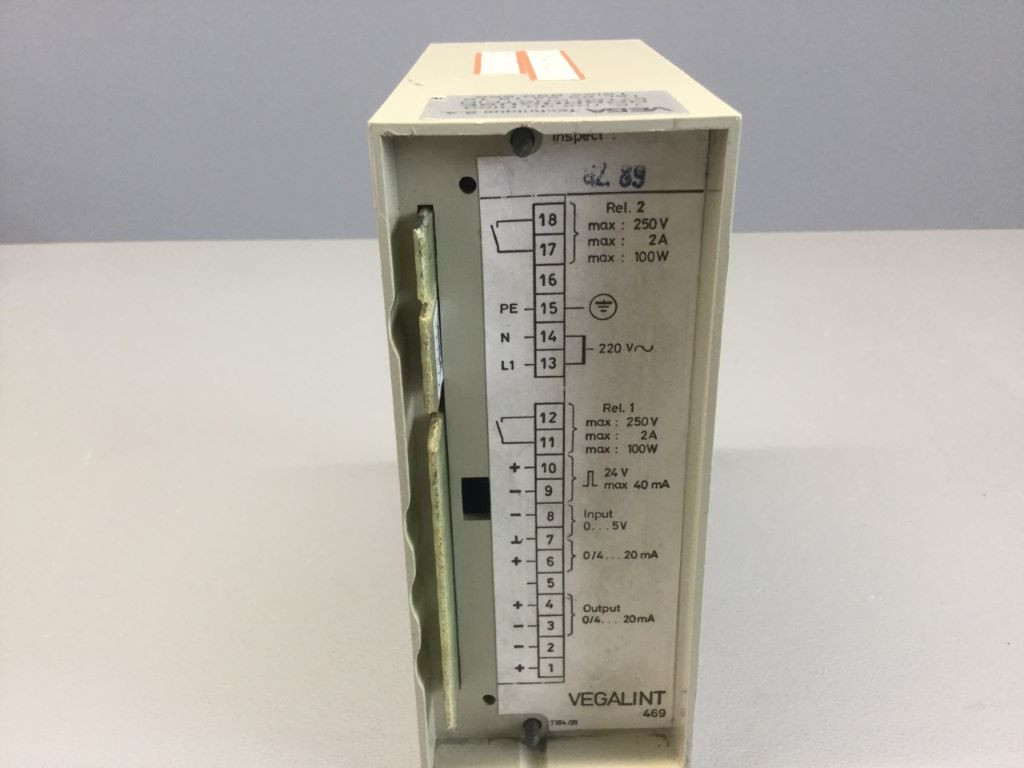 VEGA
Technique S.A.
Inspect :
89
18 Rel. 2
max : 250V
17 max : 2A
max : 100W
16
PE 15
N 14
220 V~
L1 13
Rel. 1
12 max : 250V
max : 2A
11 max : 100W
+ 10 24 V
max 40 mA
- 9
- 8 Input
0...5V
⊥ 7
+ 6 0/4...20 mA
5
+ 4 Output
0/4...20mA
- 3
- 2
+ 1
VEGALINT
469